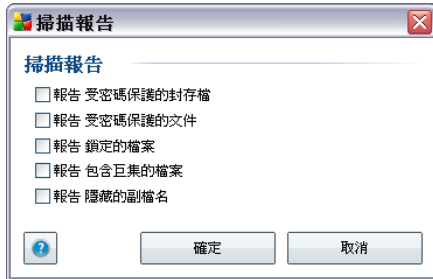 掃描報告
掃描報告
報告 受密碼保護的封存檔
報告 受密碼保護的文件
報告 鎖定的檔案
報告 包含巨集的檔案
報告 隱藏的副檔名
確定
取消